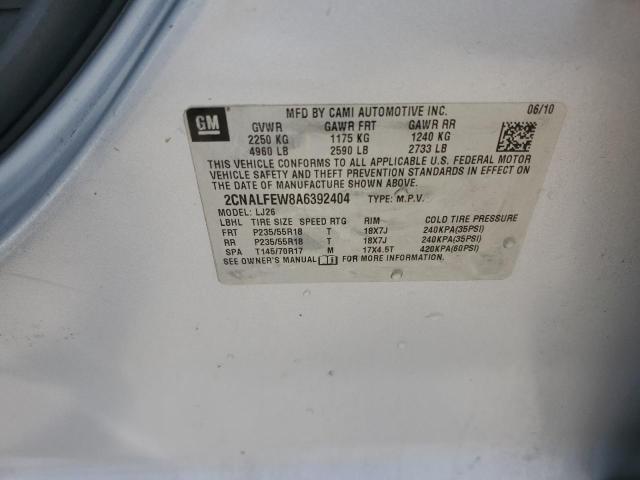 GM
MFD BY CAMI AUTOMOTIVE INC. 06/10
GVWR GAWR FRT GAWR RR
2250 KG 1175 KG 1240 KG
4960 LB 2590 LB 2733 LB
THIS VEHICLE CONFORMS TO ALL APPLICABLE U.S. FEDERAL MOTOR
VEHICLE SAFETY AND THEFT PREVENTION STANDARDS IN EFFECT ON
THE DATE OF MANUFACTURE SHOWN ABOVE.
2CNALFEW8A6392404 TYPE: M.P.V.
MODEL: LJ26
LBHL TIRE SIZE SPEED RTG RIM COLD TIRE PRESSURE
FRT P235/55R18 T 18X7J 240KPA(35PSI)
RR P235/55R18 T 18X7J 240KPA(35PSI)
SPA T145/70R17 M 17X4.5T 420KPA(60PSI)
SEE OWNER'S MANUAL FOR MORE INFORMATION.